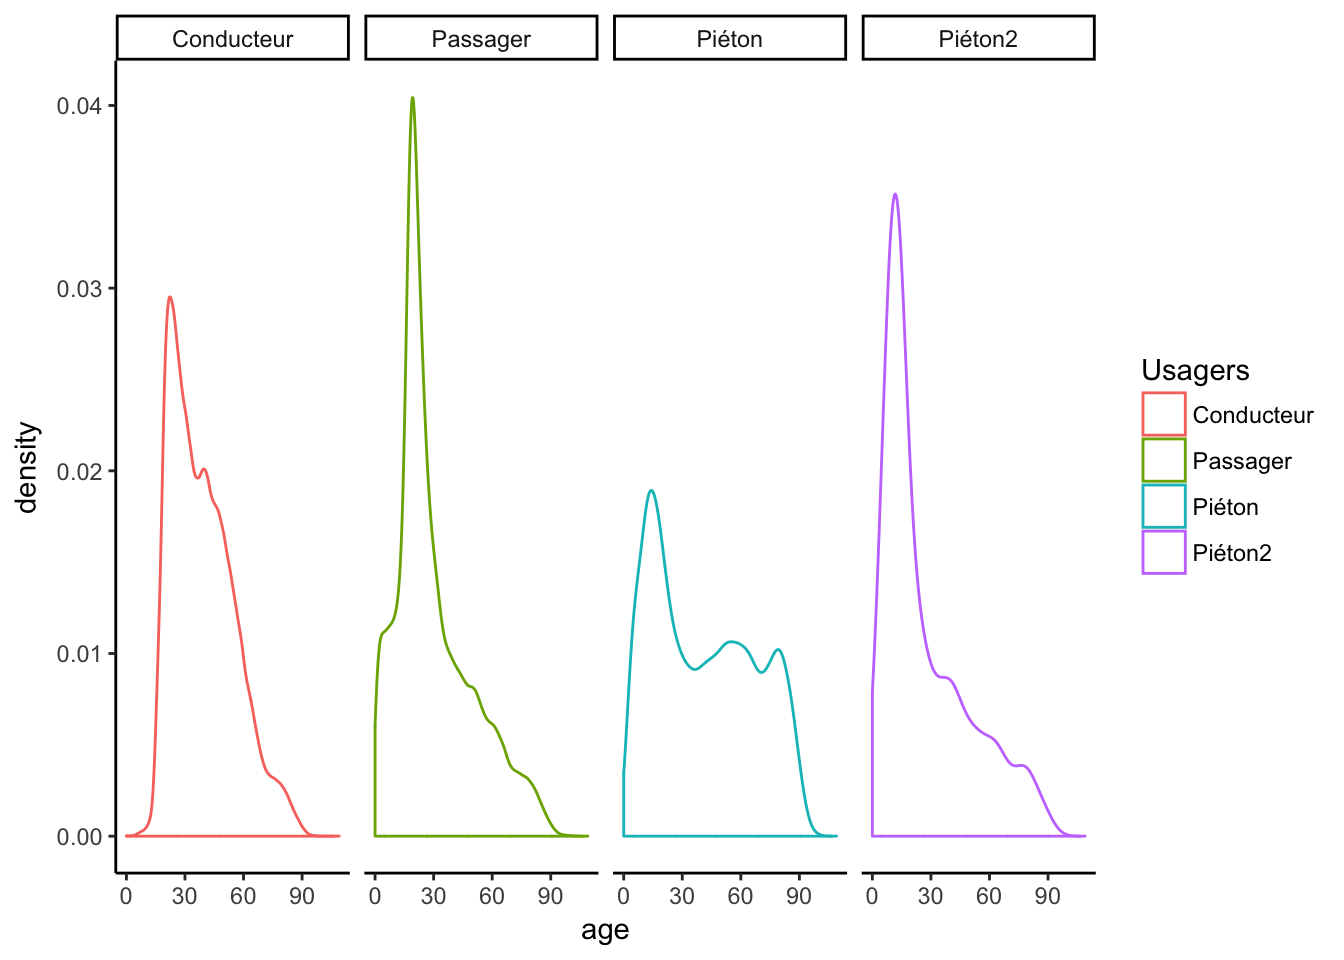 Conducteur Passager Piéton Piéton2
0.04
0.03
0.02
0.01
0.00
density
0 30 60 90 0 30 60 90 0 30 60 90 0 30 60 90
age
Usagers
Conducteur
Passager
Piéton
Piéton2